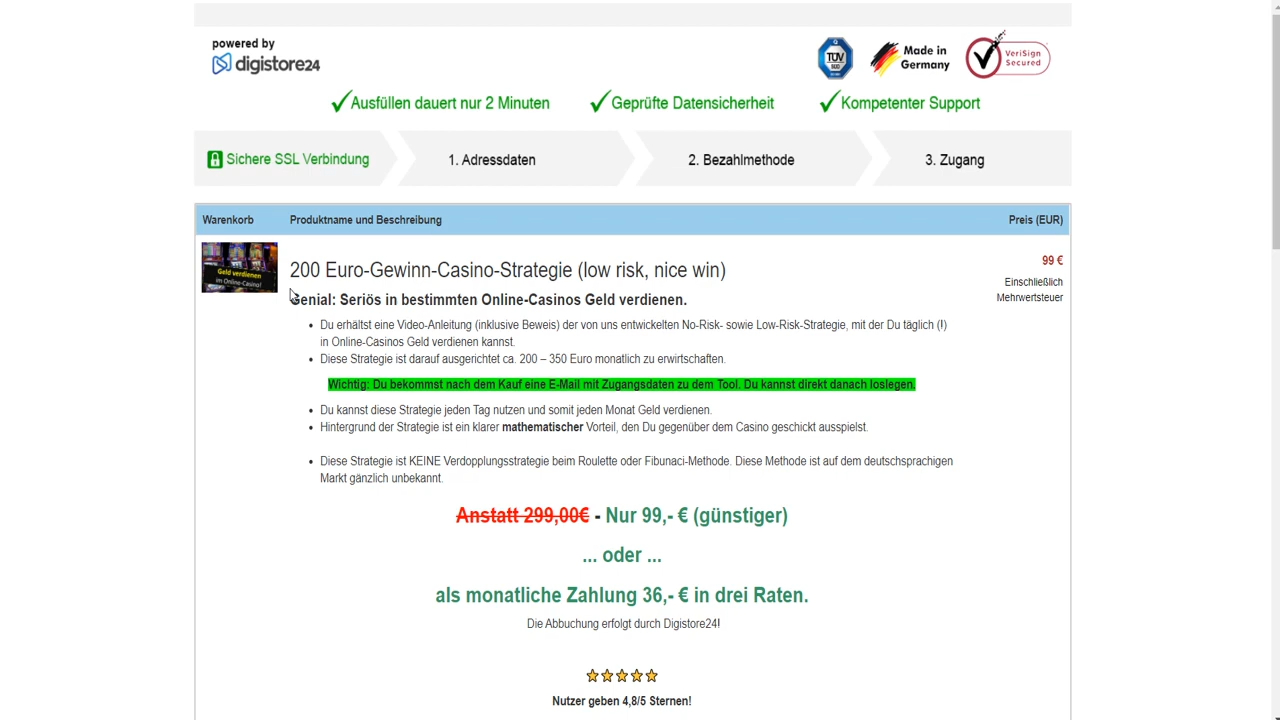 powered by
digistore24
TÜV
SÜD
Made in
Germany
VeriSign
Secured
Ausfüllen dauert nur 2 Minuten
Geprüfte Datensicherheit
Kompetenter Support
Sichere SSL Verbindung
1. Adressdaten
2. Bezahlmethode
3. Zugang
Warenkorb
Produktname und Beschreibung
Preis (EUR)
Geld verdienen
im Online-Casino!
200 Euro-Gewinn-Casino-Strategie (low risk, nice win)
99 €
Einschließlich
Mehrwertsteuer
Genial: Seriös in bestimmten Online-Casinos Geld verdienen.
• Du erhältst eine Video-Anleitung (inklusive Beweis) der von uns entwickelten No-Risk- sowie Low-Risk-Strategie, mit der Du täglich (!)
in Online-Casinos Geld verdienen kannst.
• Diese Strategie ist darauf ausgerichtet ca. 200 – 350 Euro monatlich zu erwirtschaften.
Wichtig: Du bekommst nach dem Kauf eine E-Mail mit Zugangsdaten zu dem Tool. Du kannst direkt danach loslegen.
• Du kannst diese Strategie jeden Tag nutzen und somit jeden Monat Geld verdienen.
• Hintergrund der Strategie ist ein klarer mathematischer Vorteil, den Du gegenüber dem Casino geschickt ausspielst.
• Diese Strategie ist KEINE Verdopplungsstrategie beim Roulette oder Fibunaci-Methode. Diese Methode ist auf dem deutschsprachigen
Markt gänzlich unbekannt.
Anstatt 299,00€ - Nur 99,- € (günstiger)
... oder ...
als monatliche Zahlung 36,- € in drei Raten.
Die Abbuchung erfolgt durch Digistore24!
Nutzer geben 4,8/5 Sternen!